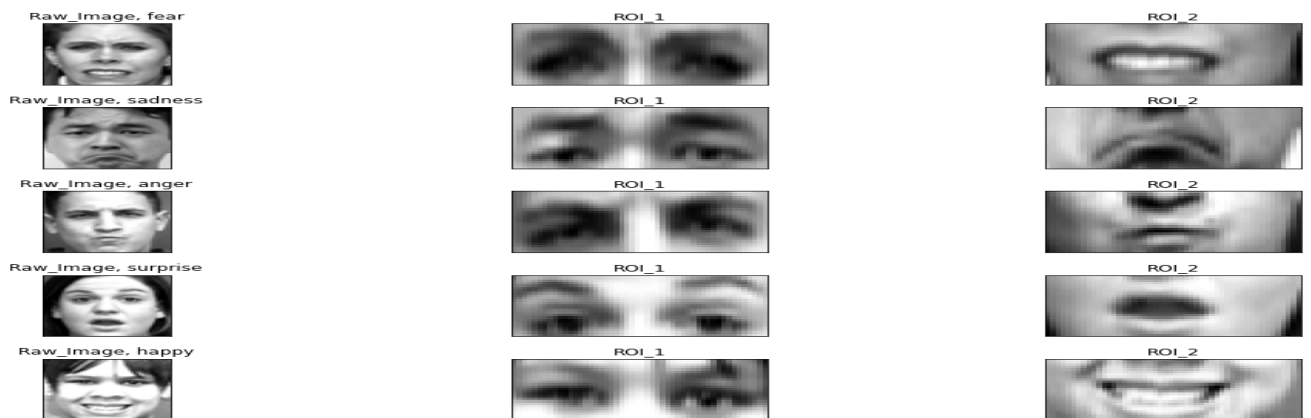 Raw_Image, fear ROI_1 ROI_2
Raw_Image, sadness ROI_1 ROI_2
Raw_Image, anger ROI_1 ROI_2
Raw_Image, surprise ROI_1 ROI_2
Raw_Image, happy ROI_1 ROI_2